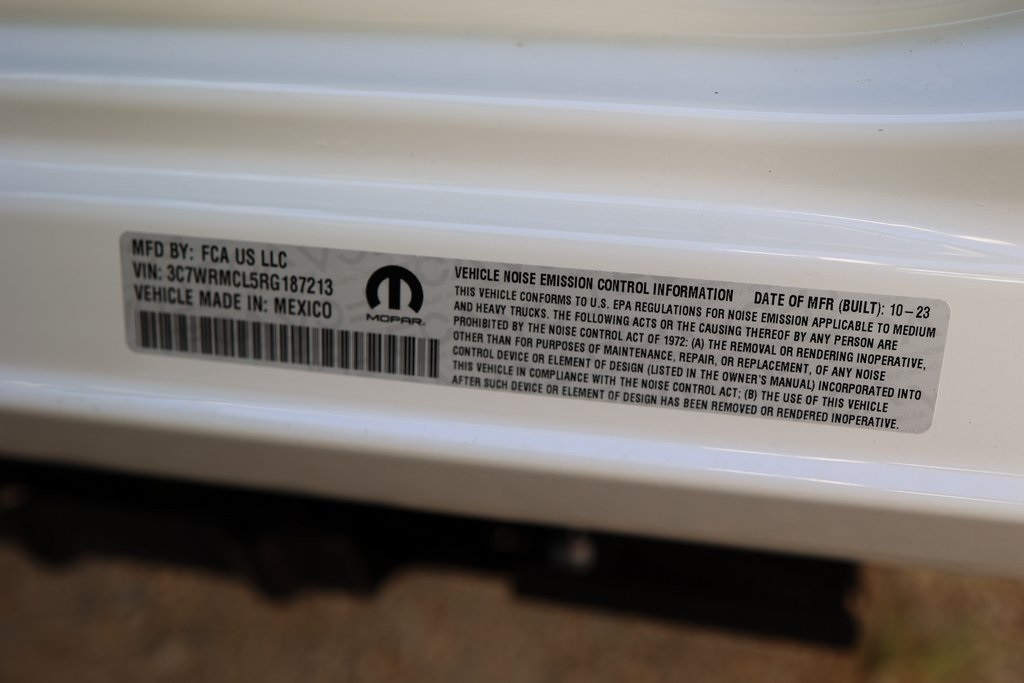 MFD BY: FCA US LLC
VIN: 3C7WRMCL5RG187213
VEHICLE MADE IN: MEXICO
MOPAR
VEHICLE NOISE EMISSION CONTROL INFORMATION DATE OF MFR (BUILT): 10-23
THIS VEHICLE CONFORMS TO U.S. EPA REGULATIONS FOR NOISE EMISSION APPLICABLE TO MEDIUM
AND HEAVY TRUCKS. THE FOLLOWING ACTS OR THE CAUSING THEREOF BY ANY PERSON ARE
PROHIBITED BY THE NOISE CONTROL ACT OF 1972: (A) THE REMOVAL OR RENDERING INOPERATIVE,
OTHER THAN FOR PURPOSES OF MAINTENANCE, REPAIR, OR REPLACEMENT, OF ANY NOISE
CONTROL DEVICE OR ELEMENT OF DESIGN (LISTED IN THE OWNER'S MANUAL) INCORPORATED INTO
THIS VEHICLE IN COMPLIANCE WITH THE NOISE CONTROL ACT; (B) THE USE OF THIS VEHICLE
AFTER SUCH DEVICE OR ELEMENT OF DESIGN HAS BEEN REMOVED OR RENDERED INOPERATIVE.